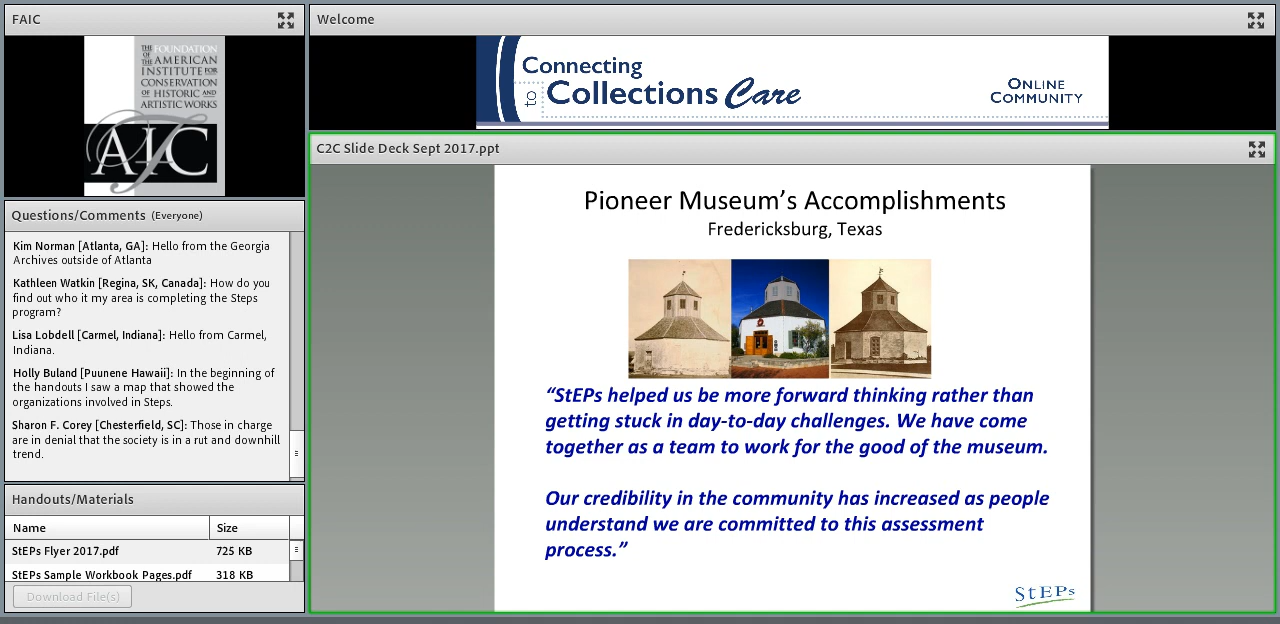 FAIC
THE FOUNDATION
OF THE AMERICAN
INSTITUTE FOR
CONSERVATION
OF HISTORIC AND
ARTISTIC WORKS
AIC
Questions/Comments (Everyone)
Kim Norman [Atlanta, GA]: Hello from the Georgia
Archives outside of Atlanta
Kathleen Watkin [Regina, SK, Canada]: How do you
find out who it my area is completing the Steps
program?
Lisa Lobdell [Carmel, Indiana]: Hello from Carmel,
Indiana.
Holly Buland [Puunene Hawaii]: In the beginning of
the handouts I saw a map that showed the
organizations involved in Steps.
Sharon F. Corey [Chesterfield, SC]: Those in charge
are in denial that the society is in a rut and downhill
trend.
Handouts/Materials
Name Size
StEPs Flyer 2017.pdf 725 KB
StEPs Sample Workbook Pages.pdf 318 KB
Download File(s)
Welcome
Connecting
to Collections Care
ONLINE
COMMUNITY
C2C Slide Deck Sept 2017.ppt
Pioneer Museum’s Accomplishments
Fredericksburg, Texas
“StEPs helped us be more forward thinking rather than
getting stuck in day-to-day challenges. We have come
together as a team to work for the good of the museum.
Our credibility in the community has increased as people
understand we are committed to this assessment
process.”
StEPs